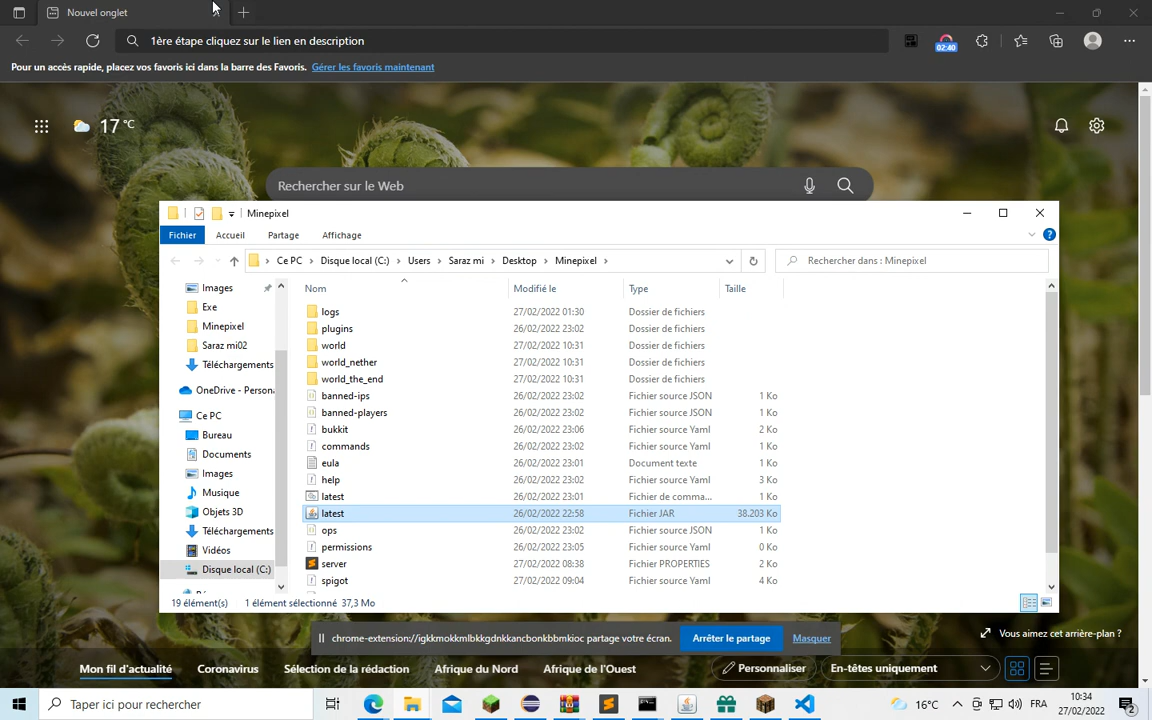 Nouvel onglet
1ère étape cliquez sur le lien en description
02:40
Pour un accès rapide, placez vos favoris ici dans la barre des Favoris. Gérer les favoris maintenant
17 °C
Rechercher sur le Web
Minepixel
Fichier Accueil Partage Affichage
Ce PC > Disque local (C:) > Users > Saraz mi > Desktop > Minepixel >
Rechercher dans : Minepixel
Images
Exe
Minepixel
Saraz mi02
Téléchargements
OneDrive - Person
Ce PC
Bureau
Documents
Images
Musique
Objets 3D
Téléchargements
Vidéos
Disque local (C:)
Nom Modifié le Type Taille
logs 27/02/2022 01:30 Dossier de fichiers
plugins 26/02/2022 23:02 Dossier de fichiers
world 27/02/2022 10:31 Dossier de fichiers
world_nether 27/02/2022 10:31 Dossier de fichiers
world_the_end 27/02/2022 10:31 Dossier de fichiers
banned-ips 26/02/2022 23:02 Fichier source JSON 1 Ko
banned-players 26/02/2022 23:02 Fichier source JSON 1 Ko
bukkit 26/02/2022 23:06 Fichier source Yaml 2 Ko
commands 26/02/2022 23:02 Fichier source Yaml 1 Ko
eula 26/02/2022 23:01 Document texte 1 Ko
help 26/02/2022 23:02 Fichier source Yaml 3 Ko
latest 26/02/2022 23:01 Fichier de comma... 1 Ko
latest 26/02/2022 22:58 Fichier JAR 38.203 Ko
ops 26/02/2022 23:02 Fichier source JSON 1 Ko
permissions 26/02/2022 23:05 Fichier source Yaml 0 Ko
server 27/02/2022 08:38 Fichier PROPERTIES 2 Ko
spigot 27/02/2022 09:04 Fichier source Yaml 4 Ko
19 élément(s) 1 élément sélectionné 37,3 Mo
chrome-extension://igkkmokkmlbkkgdnkkancbonkbbmkioc partage votre écran. Arrêter le partage Masquer
Vous aimez cet arrière-plan ?
Mon fil d'actualité Coronavirus Sélection de la rédaction Afrique du Nord Afrique de l'Ouest Personnaliser En-têtes uniquement
Taper ici pour rechercher
16°C FRA 10:34
27/02/2022 2